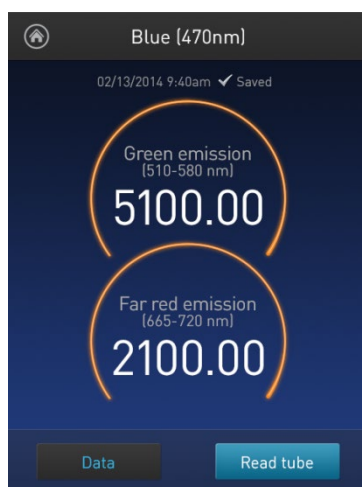 Blue (470nm)
02/13/2014 9:40am ✓ Saved
Green emission
(510-580 nm)
5100.00
Far red emission
(665-720 nm)
2100.00
Data
Read tube